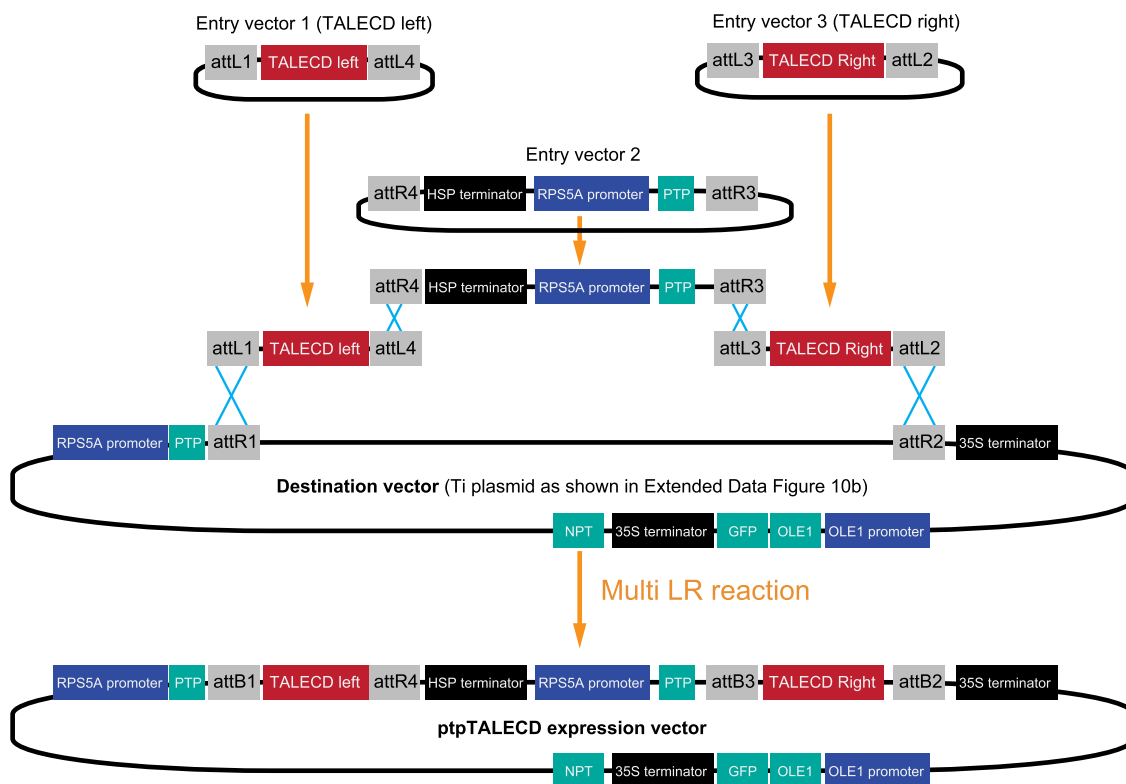 Entry vector 1 (TALECD left)
Entry vector 3 (TALECD right)
attL1 TALECD left attL4
attL3 TALECD Right attL2
Entry vector 2
attR4 HSP terminator RPS5A promoter PTP attR3
attR4 HSP terminator RPS5A promoter PTP attR3
attL1 TALECD left attL4 attL3 TALECD Right attL2
RPS5A promoter PTP attR1 attR2 35S terminator
Destination vector (Ti plasmid as shown in Extended Data Figure 10b)
NPT 35S terminator GFP OLE1 OLE1 promoter
Multi LR reaction
RPS5A promoter PTP attB1 TALECD left attR4 HSP terminator RPS5A promoter PTP attB3 TALECD Right attB2 35S terminator
ptpTALECD expression vector
NPT 35S terminator GFP OLE1 OLE1 promoter